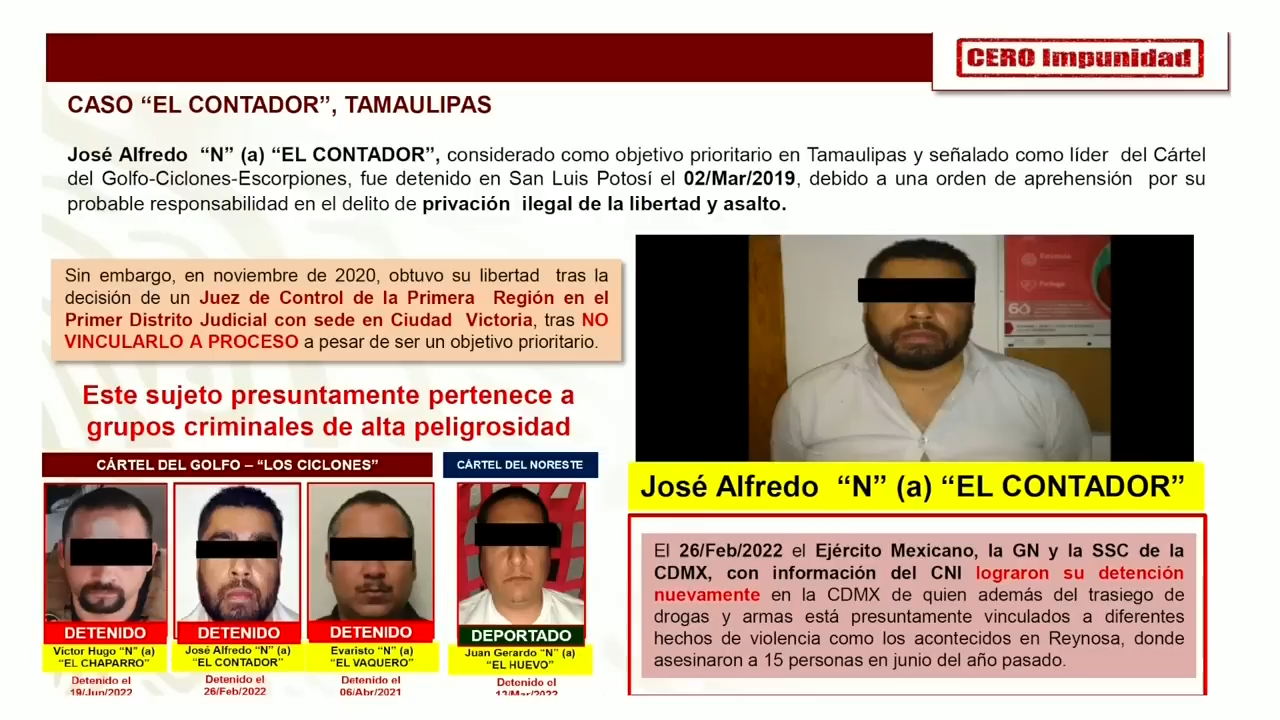 CERO Impunidad
CASO “EL CONTADOR”, TAMAULIPAS
José Alfredo “N” (a) “EL CONTADOR”, considerado como objetivo prioritario en Tamaulipas y señalado como líder del Cártel
del Golfo-Ciclones-Escorpiones, fue detenido en San Luis Potosí el 02/Mar/2019, debido a una orden de aprehensión por su
probable responsabilidad en el delito de privación ilegal de la libertad y asalto.
Sin embargo, en noviembre de 2020, obtuvo su libertad tras la
decisión de un Juez de Control de la Primera Región en el
Primer Distrito Judicial con sede en Ciudad Victoria, tras NO
VINCULARLO A PROCESO a pesar de ser un objetivo prioritario.
Este sujeto presuntamente pertenece a
grupos criminales de alta peligrosidad
CÁRTEL DEL GOLFO – “LOS CICLONES”
CÁRTEL DEL NORESTE
DETENIDO
Víctor Hugo “N” (a)
“EL CHAPARRO”
Detenido el
19/Jun/2022
DETENIDO
José Alfredo “N” (a)
“EL CONTADOR”
Detenido el
26/Feb/2022
DETENIDO
Evaristo “N” (a)
“EL VAQUERO”
Detenido el
06/Abr/2021
DEPORTADO
Juan Gerardo “N” (a)
“EL HUEVO”
Detenido el
13/Mar/2022
José Alfredo “N” (a) “EL CONTADOR”
El 26/Feb/2022 el Ejército Mexicano, la GN y la SSC de la
CDMX, con información del CNI lograron su detención
nuevamente en la CDMX de quien además del trasiego de
drogas y armas está presuntamente vinculados a diferentes
hechos de violencia como los acontecidos en Reynosa, donde
asesinaron a 15 personas en junio del año pasado.